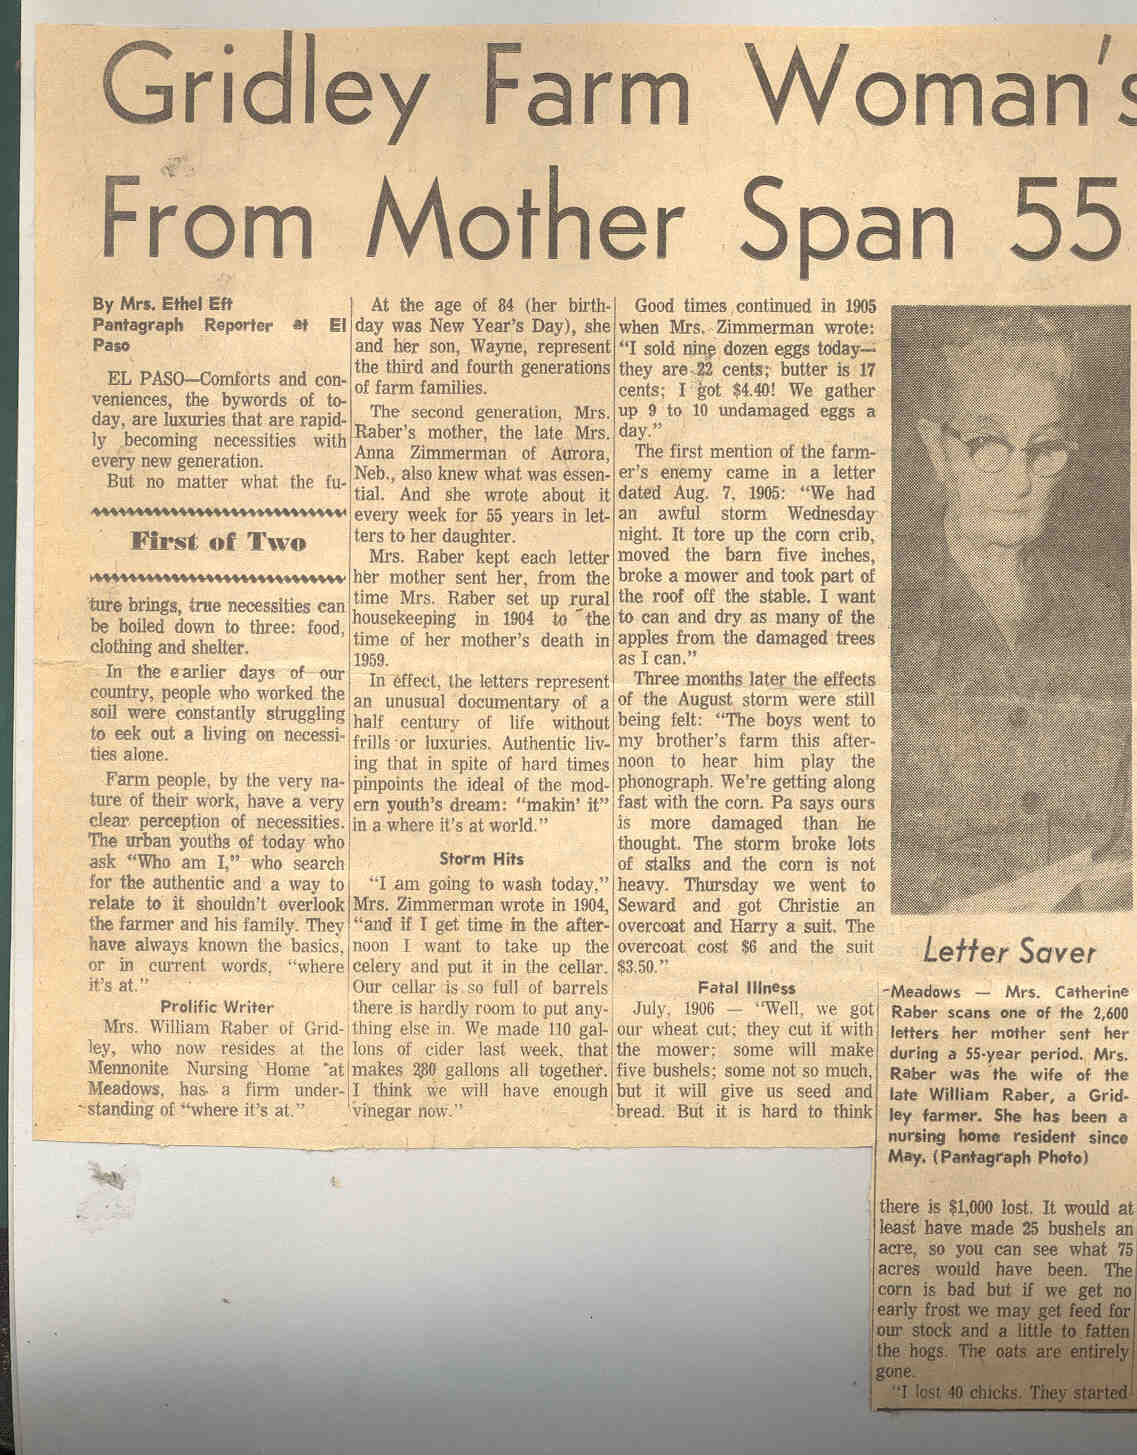 Gridley Farm Woman's
From Mother Span 55
By Mrs. Ethel Eft
Pantagraph Reporter at El
Paso
EL PASO—Comforts and con-
veniences, the bywords of to-
day, are luxuries that are rapid-
ly becoming necessities with
every new generation.
But no matter what the fu-
First of Two
ture brings, true necessities can
be boiled down to three: food,
clothing and shelter.
In the earlier days of our
country, people who worked the
soil were constantly struggling
to eek out a living on necessi-
ties alone.
Farm people, by the very na-
ture of their work, have a very
clear perception of necessities.
The urban youths of today who
ask "Who am I," who search
for the authentic and a way to
relate to it shouldn't overlook
the farmer and his family. They
have always known the basics,
or in current words, "where
it's at."
Prolific Writer
Mrs. William Raber of Grid-
ley, who now resides at the
Mennonite Nursing Home at
Meadows, has a firm under-
standing of "where it's at."
At the age of 84 (her birth-
day was New Year's Day), she
and her son, Wayne, represent
the third and fourth generations
of farm families.
The second generation, Mrs.
Raber's mother, the late Mrs.
Anna Zimmerman of Aurora,
Neb., also knew what was essen-
tial. And she wrote about it
every week for 55 years in let-
ters to her daughter.
Mrs. Raber kept each letter
her mother sent her, from the
time Mrs. Raber set up rural
housekeeping in 1904 to the
time of her mother's death in
1959.
In effect, the letters represent
an unusual documentary of a
half century of life without
frills or luxuries. Authentic liv-
ing that in spite of hard times
pinpoints the ideal of the mod-
ern youth's dream: "makin' it"
in a where it's at world."
Storm Hits
"I am going to wash today,"
Mrs. Zimmerman wrote in 1904,
"and if I get time in the after-
noon I want to take up the
celery and put it in the cellar.
Our cellar is so full of barrels
there is hardly room to put any-
thing else in. We made 110 gal-
lons of cider last week, that
makes 280 gallons all together.
I think we will have enough
vinegar now."
Good times continued in 1905
when Mrs. Zimmerman wrote:
"I sold nine dozen eggs today—
they are 22 cents; butter is 17
cents; I got $4.40! We gather
up 9 to 10 undamaged eggs a
day."
The first mention of the farm-
er's enemy came in a letter
dated Aug. 7, 1905: "We had
an awful storm Wednesday
night. It tore up the corn crib,
moved the barn five inches,
broke a mower and took part of
the roof off the stable. I want
to can and dry as many of the
apples from the damaged trees
as I can."
Three months later the effects
of the August storm were still
being felt: "The boys went to
my brother's farm this after-
noon to hear him play the
phonograph. We're getting along
fast with the corn. Pa says ours
is more damaged than he
thought. The storm broke lots
of stalks and the corn is not
heavy. Thursday we went to
Seward and got Christie an
overcoat and Harry a suit. The
overcoat cost $6 and the suit
$3.50."
Fatal Illness
July, 1906 — "Well, we got
our wheat cut; they cut it with
the mower; some will make
five bushels; some not so much,
but it will give us seed and
bread. But it is hard to think
Letter Saver
Meadows — Mrs. Catherine
Raber scans one of the 2,600
letters her mother sent her
during a 55-year period. Mrs.
Raber was the wife of the
late William Raber, a Grid-
ley farmer. She has been a
nursing home resident since
May. (Pantagraph Photo)
there is $1,000 lost. It would at
least have made 25 bushels an
acre, so you can see what 75
acres would have been. The
corn is bad but if we get no
early frost we may get feed for
our stock and a little to fatten
the hogs. The oats are entirely
gone.
"I lost 40 chicks. They started